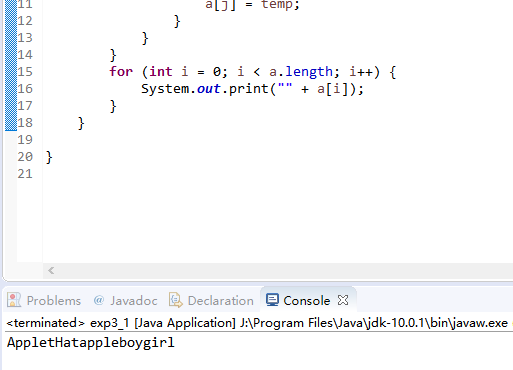 11 a[j] = temp;
12 }
13 }
14 }
15 for (int i = 0; i < a.length; i++) {
16 System.out.print("" + a[i]);
17 }
18 }
19
20 }
21
Problems @ Javadoc Declaration Console
<terminated> exp3_1 [Java Application] J:\Program Files\Java\jdk-10.0.1\bin\javaw.exe
AppletHatappleboygirl